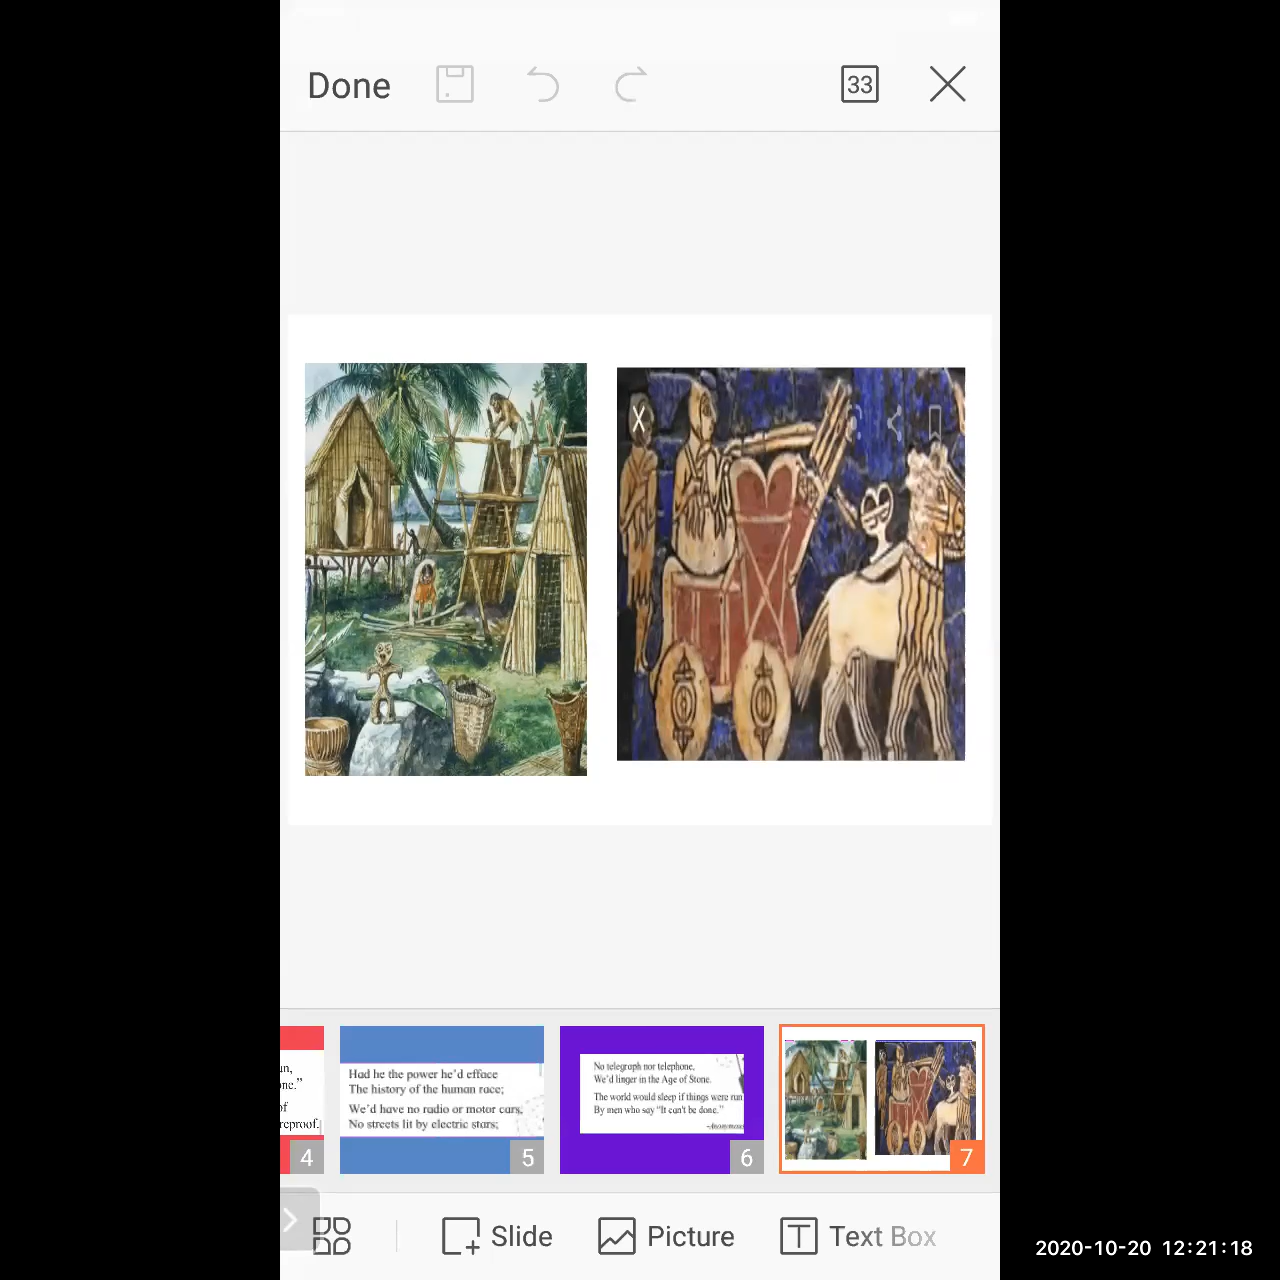 Done
33
X
one."
of
reproof.
4
Had he the power he'd efface
The history of the human race;
We'd have no radio or motor cars,
No streets lit by electric stars;
5
No telegraph nor telephone,
We'd linger in the Age of Stone.
The world would sleep if things were run
By men who say "It can't be done."
-Anonymous
6
7
Slide
Picture
Text Box
2020-10-20 12:21:18